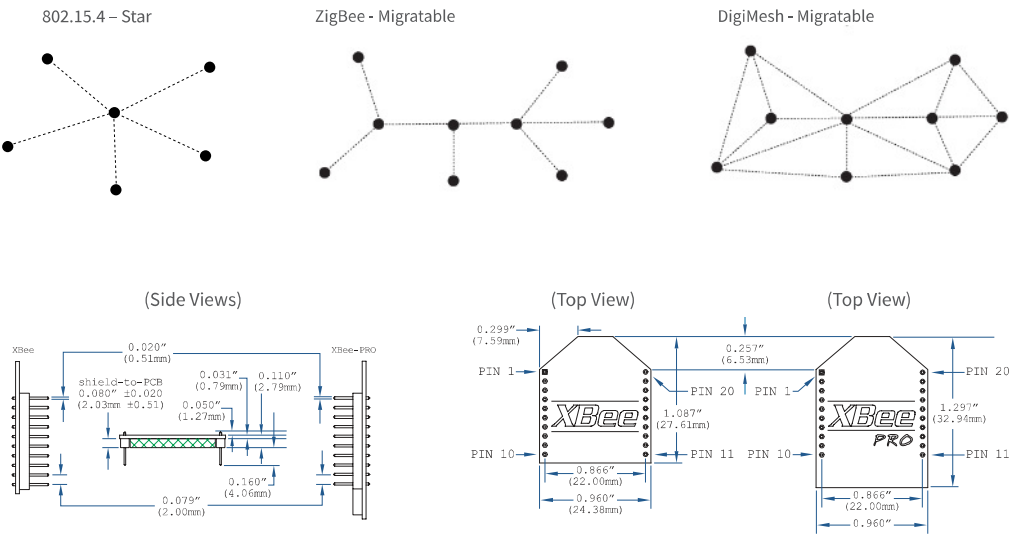 802.15.4 – Star
ZigBee - Migratable
DigiMesh - Migratable
(Side Views)
XBee
XBee-PRO
0.020”
(0.51mm)
shield-to-PCB
0.080” ±0.020
(2.03mm ±0.51)
0.031”
(0.79mm)
0.110”
(2.79mm)
0.050”
(1.27mm)
0.160”
(4.06mm)
0.079”
(2.00mm)
(Top View)
0.299”
(7.59mm)
PIN 1
PIN 20
XBee
1.087”
(27.61mm)
PIN 10
PIN 11
0.866”
(22.00mm)
0.960”
(24.38mm)
0.257”
(6.53mm)
(Top View)
PIN 1
PIN 20
XBee
PRO
1.297”
(32.94mm)
PIN 10
PIN 11
0.866”
(22.00mm)
0.960”